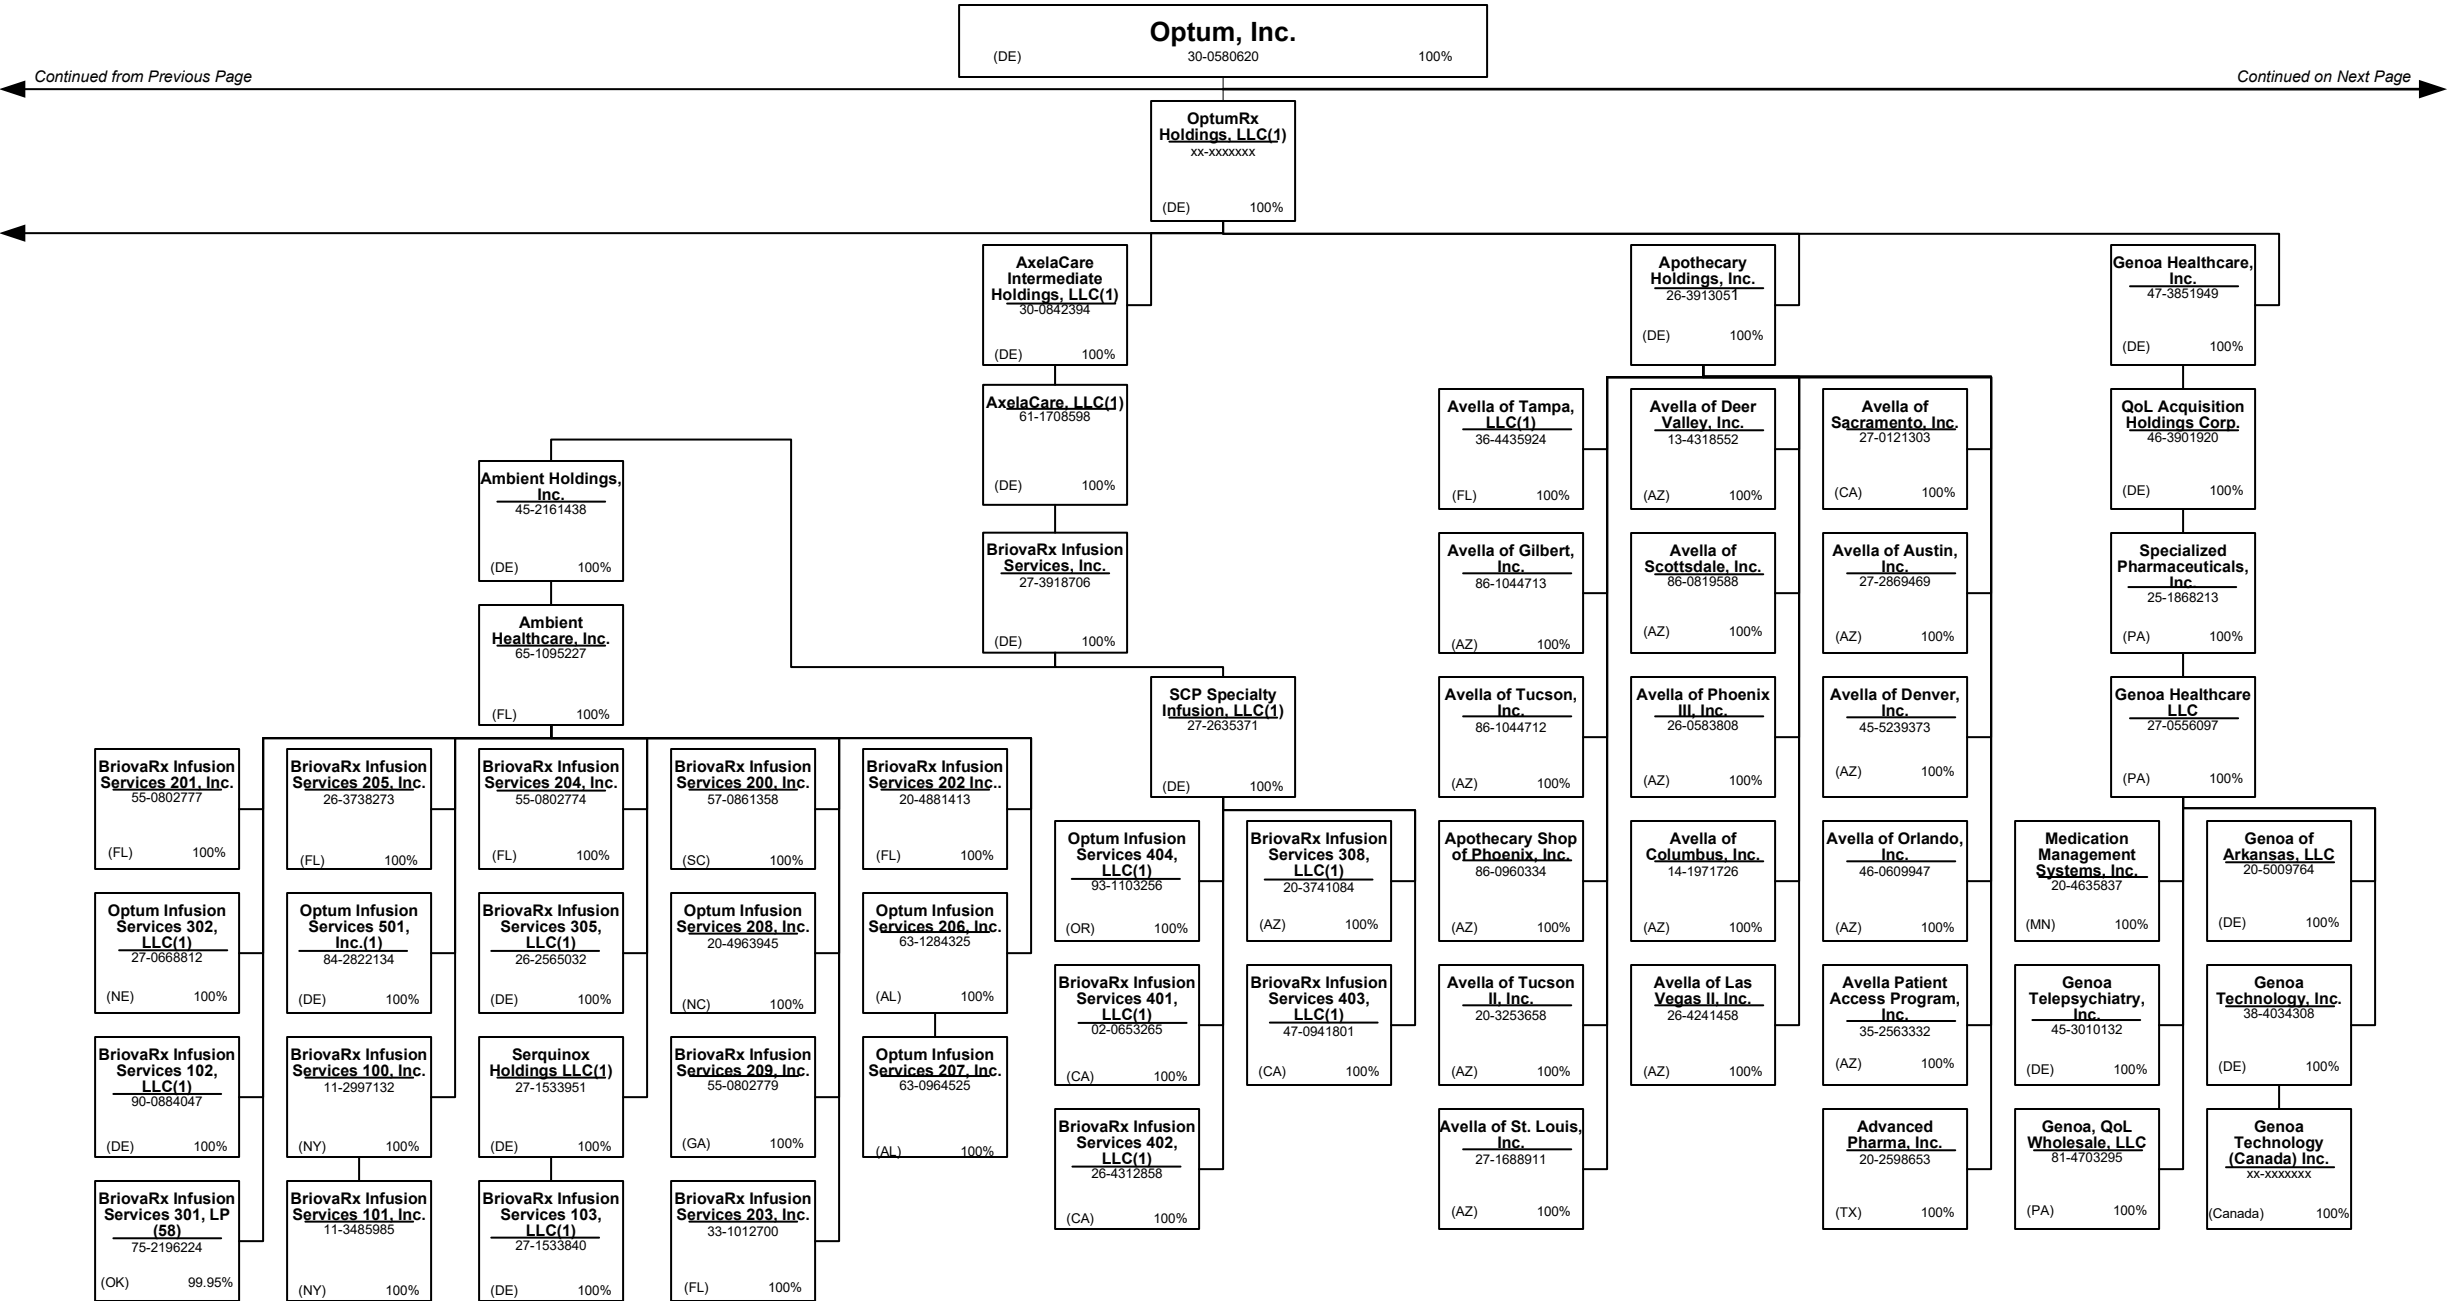 Optum, Inc.
(DE) 30-0580620 100%
Continued from Previous Page
Continued on Next Page
OptumRx
Holdings, LLC(1)
xx-xxxxxxx
(DE) 100%
AxelaCare
Intermediate
Holdings, LLC(1)
30-0842394
(DE) 100%
Apothecary
Holdings, Inc.
26-3913051
(DE) 100%
Genoa Healthcare,
Inc.
47-3851949
(DE) 100%
AxelaCare, LLC(1)
61-1708598
(DE) 100%
Avella of Tampa,
LLC(1)
36-4435924
(FL) 100%
Avella of Deer
Valley, Inc.
13-4318552
(AZ) 100%
Avella of
Sacramento, Inc.
27-0121303
(CA) 100%
QoL Acquisition
Holdings Corp.
46-3901920
(DE) 100%
Ambient Holdings,
Inc.
45-2161438
(DE) 100%
BriovaRx Infusion
Services, Inc.
27-3918706
(DE) 100%
Avella of Gilbert,
Inc.
86-1044713
(AZ) 100%
Avella of
Scottsdale, Inc.
86-0819588
(AZ) 100%
Avella of Austin,
Inc.
27-2869469
(AZ) 100%
Specialized
Pharmaceuticals,
Inc.
25-1868213
(PA) 100%
Ambient
Healthcare, Inc.
65-1095227
(FL) 100%
SCP Specialty
Infusion, LLC(1)
27-2635371
(DE) 100%
Avella of Tucson,
Inc.
86-1044712
(AZ) 100%
Avella of Phoenix
III, Inc.
26-0583808
(AZ) 100%
Avella of Denver,
Inc.
45-5239373
(AZ) 100%
Genoa Healthcare
LLC
27-0556097
(PA) 100%
BriovaRx Infusion
Services 201, Inc.
55-0802777
(FL) 100%
BriovaRx Infusion
Services 205, Inc.
26-3738273
(FL) 100%
BriovaRx Infusion
Services 204, Inc.
55-0802774
(FL) 100%
BriovaRx Infusion
Services 200, Inc.
57-0861358
(SC) 100%
BriovaRx Infusion
Services 202 Inc..
20-4881413
(FL) 100%
Optum Infusion
Services 404,
LLC(1)
93-1103256
(OR) 100%
BriovaRx Infusion
Services 308,
LLC(1)
20-3741084
(AZ) 100%
Apothecary Shop
of Phoenix, Inc.
86-0960334
(AZ) 100%
Avella of
Columbus, Inc.
14-1971726
(AZ) 100%
Avella of Orlando,
Inc.
46-0609947
(AZ) 100%
Medication
Management
Systems, Inc.
20-4635837
(MN) 100%
Genoa of
Arkansas, LLC
20-5009764
(DE) 100%
Optum Infusion
Services 302,
LLC(1)
27-0668812
(NE) 100%
Optum Infusion
Services 501,
Inc.(1)
84-2822134
(DE) 100%
BriovaRx Infusion
Services 305,
LLC(1)
26-2565032
(DE) 100%
Optum Infusion
Services 208, Inc.
20-4963945
(NC) 100%
Optum Infusion
Services 206, Inc.
63-1284325
(AL) 100%
BriovaRx Infusion
Services 401,
LLC(1)
02-0653265
(CA) 100%
BriovaRx Infusion
Services 403,
LLC(1)
47-0941801
(CA) 100%
Avella of Tucson
II, Inc.
20-3253658
(AZ) 100%
Avella of Las
Vegas II, Inc.
26-4241458
(AZ) 100%
Avella Patient
Access Program,
Inc.
35-2563332
(AZ) 100%
Genoa
Telepsychiatry,
Inc.
45-3010132
(DE) 100%
Genoa
Technology, Inc.
38-4034308
(DE) 100%
BriovaRx Infusion
Services 102,
LLC(1)
90-0884047
(DE) 100%
BriovaRx Infusion
Services 100, Inc.
11-2997132
(NY) 100%
Serquinox
Holdings LLC(1)
27-1533951
(DE) 100%
BriovaRx Infusion
Services 209, Inc.
55-0802779
(GA) 100%
Optum Infusion
Services 207, Inc.
63-0964525
(AL) 100%
BriovaRx Infusion
Services 402,
LLC(1)
26-4312858
(CA) 100%
Avella of St. Louis,
Inc.
27-1688911
(AZ) 100%
Advanced
Pharma, Inc.
20-2598653
(TX) 100%
Genoa, QoL
Wholesale, LLC
81-4703295
(PA) 100%
Genoa
Technology
(Canada) Inc.
xx-xxxxxxx
(Canada) 100%
BriovaRx Infusion
Services 301, LP
(58)
75-2196224
(OK) 99.95%
BriovaRx Infusion
Services 101, Inc.
11-3485985
(NY) 100%
BriovaRx Infusion
Services 103,
LLC(1)
27-1533840
(DE) 100%
BriovaRx Infusion
Services 203, Inc.
33-1012700
(FL) 100%